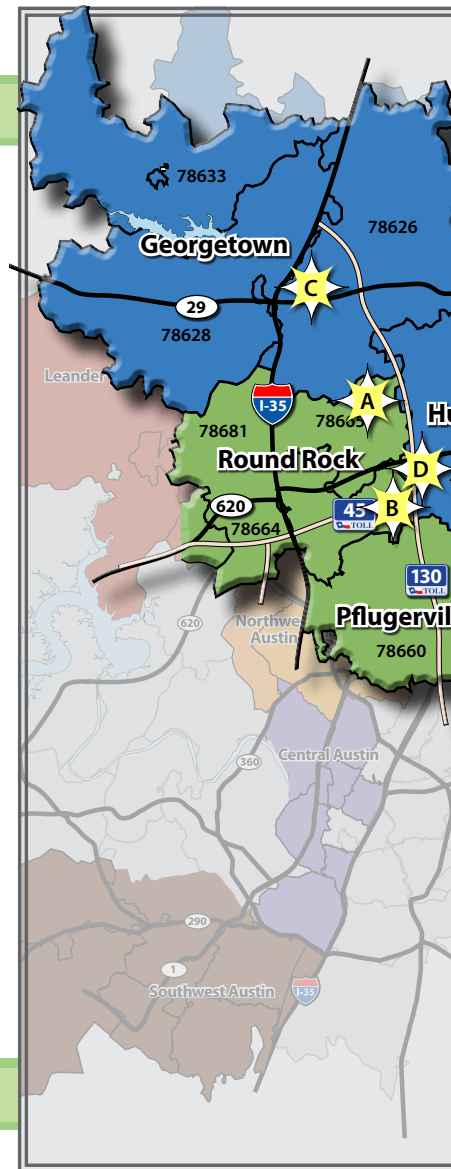 78633
78626
Georgetown
C
29
78628
Leander
I-35
A
78681
Hu
Round Rock
D
620
45
TOLL
B
78664
130
TOLL
620
Northwe
Austin
Pflugervil
78660
Central Austin
360
290
1
Southwest Austin
I-35